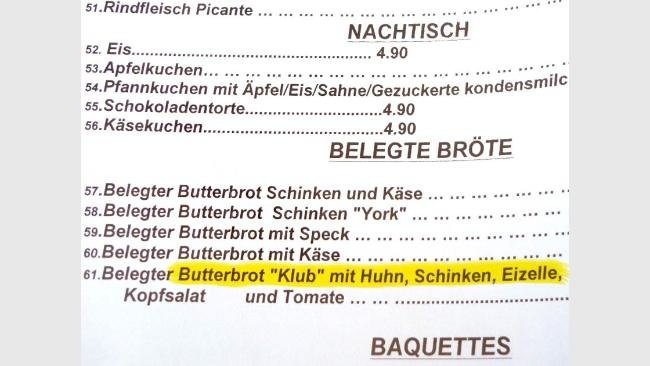 51.Rindfleisch Picante ... ... ... ... ... ... ... ... ... ... ... ...
NACHTISCH
52. Eis............................................... 4.90
53.Apfelkuchen... ... ... ... ... ... ... ... ... ... ... ... ... ...
54.Pfannkuchen mit Äpfel/Eis/Sahne/Gezuckerte kondensmilc
55.Schokoladentorte...............................4.90
56.Käsekuchen.......................................4.90
BELEGTE BRÖTE
57.Belegter Butterbrot Schinken und Käse ... ... ... ... ... ...
58.Belegter Butterbrot Schinken "York" ... ... ... ... ... ... ...
59.Belegter Butterbrot mit Speck ... ... ... ... ... ... ... ... ...
60.Belegter Butterbrot mit Käse ... ... ... ... ... ... ... ... ...
61.Belegter Butterbrot "Klub" mit Huhn, Schinken, Eizelle,
Kopfsalat und Tomate ... ... ... ... ... ... ... ... ...
BAQUETTES